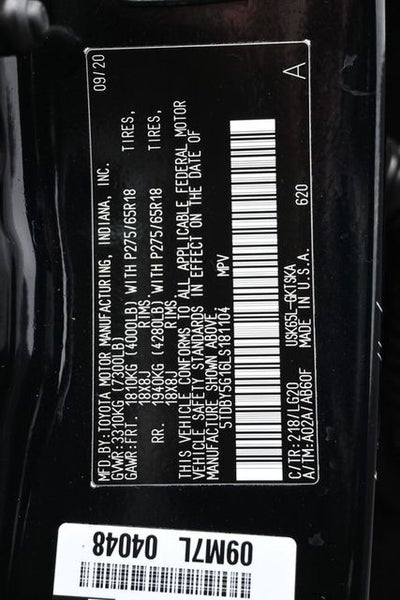 MFD.BY:TOYOTA MOTOR MANUFACTURING, INDIANA, INC. 09/20
GVWR:3310KG (7300LB)
GAWR:FRT. 1810KG (4000LB) WITH P275/65R18 TIRES,
18X8J RIMS
RR. 1940KG (4280LB) WITH P275/65R18 TIRES,
18X8J RIMS
THIS VEHICLE CONFORMS TO ALL APPLICABLE FEDERAL MOTOR
VEHICLE SAFETY STANDARDS IN EFFECT ON THE DATE OF
MANUFACTURE SHOWN ABOVE.
5TDBY5G16LS181104 MPV
C/TR:218/LG20 USK65L-GKTSKA A
A/TM:A02A/AB60F MADE IN U.S.A. 620
09M7L 04048